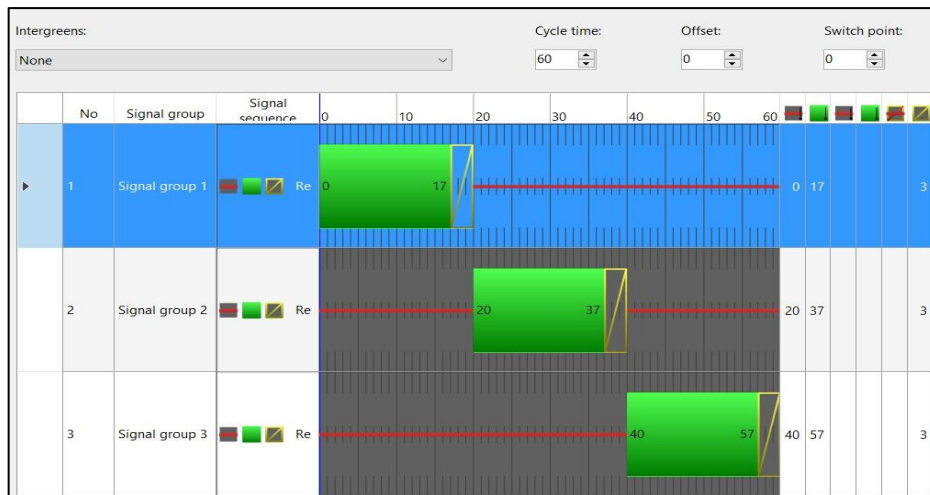 Intergreens: Cycle time: Offset: Switch point:
None 60 0 0
No Signal group Signal sequence 0 10 20 30 40 50 60
1 Signal group 1 Re 0 17 0 17 3
2 Signal group 2 Re 20 37 20 37 3
3 Signal group 3 Re 40 57 40 57 3